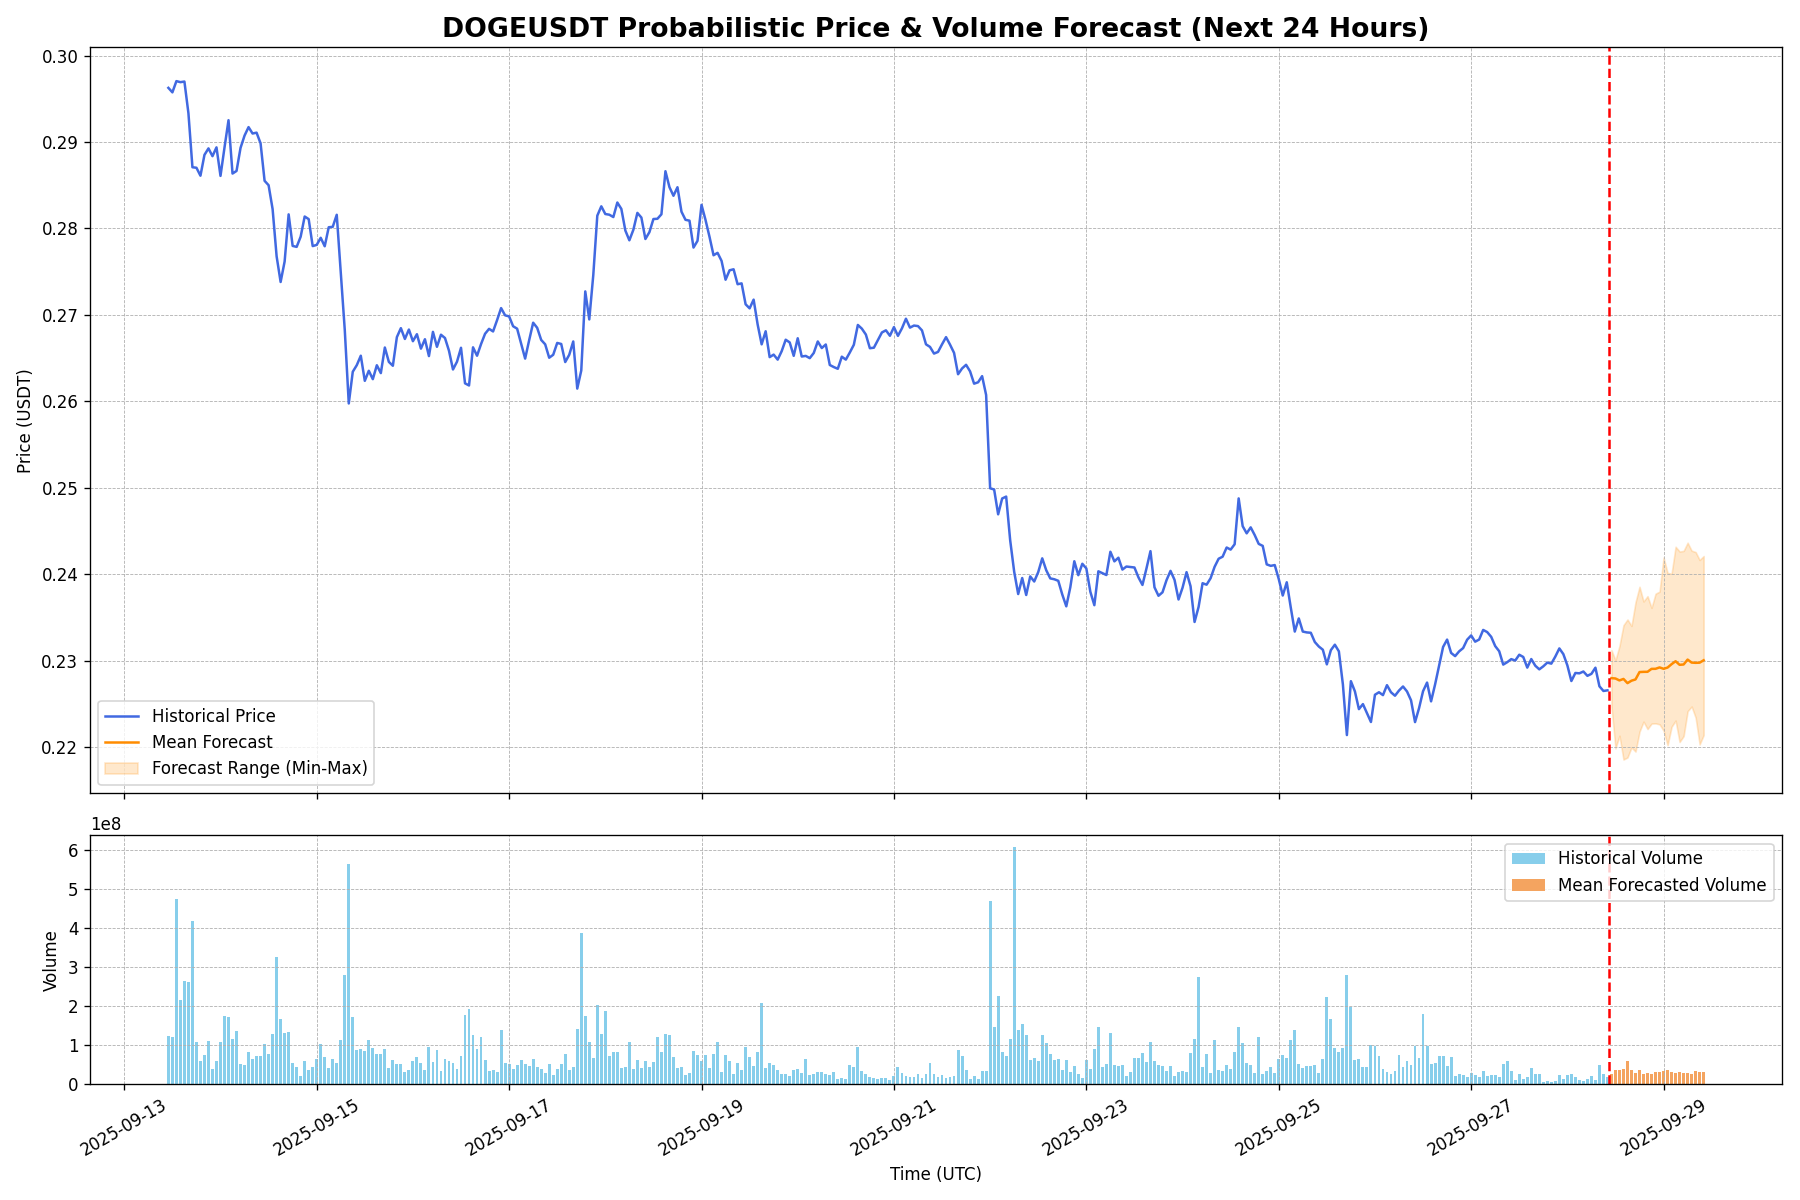 DOGEUSDT Probabilistic Price & Volume Forecast (Next 24 Hours)
Price (USDT)
0.30
0.29
0.28
0.27
0.26
0.25
0.24
0.23
0.22
Historical Price
Mean Forecast
Forecast Range (Min-Max)
1e8
Volume
6
5
4
3
2
1
0
Historical Volume
Mean Forecasted Volume
2025-09-13
2025-09-15
2025-09-17
2025-09-19
2025-09-21
2025-09-23
2025-09-25
2025-09-27
2025-09-29
Time (UTC)